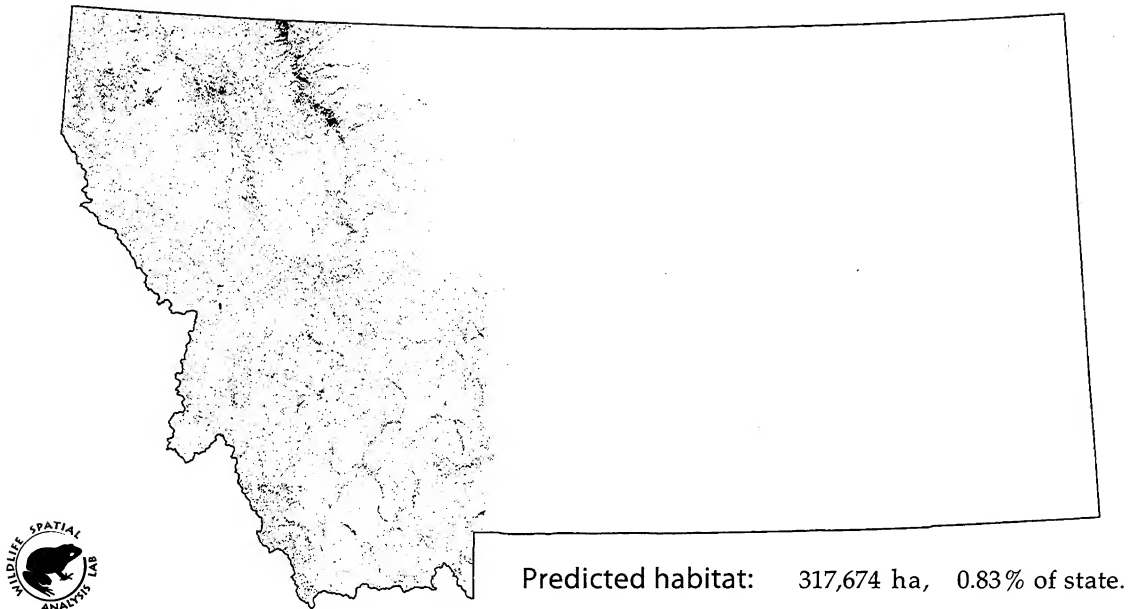 WILDLIFE SPATIAL
ANALYSIS LAB
Predicted habitat: 317,674 ha, 0.83% of state.